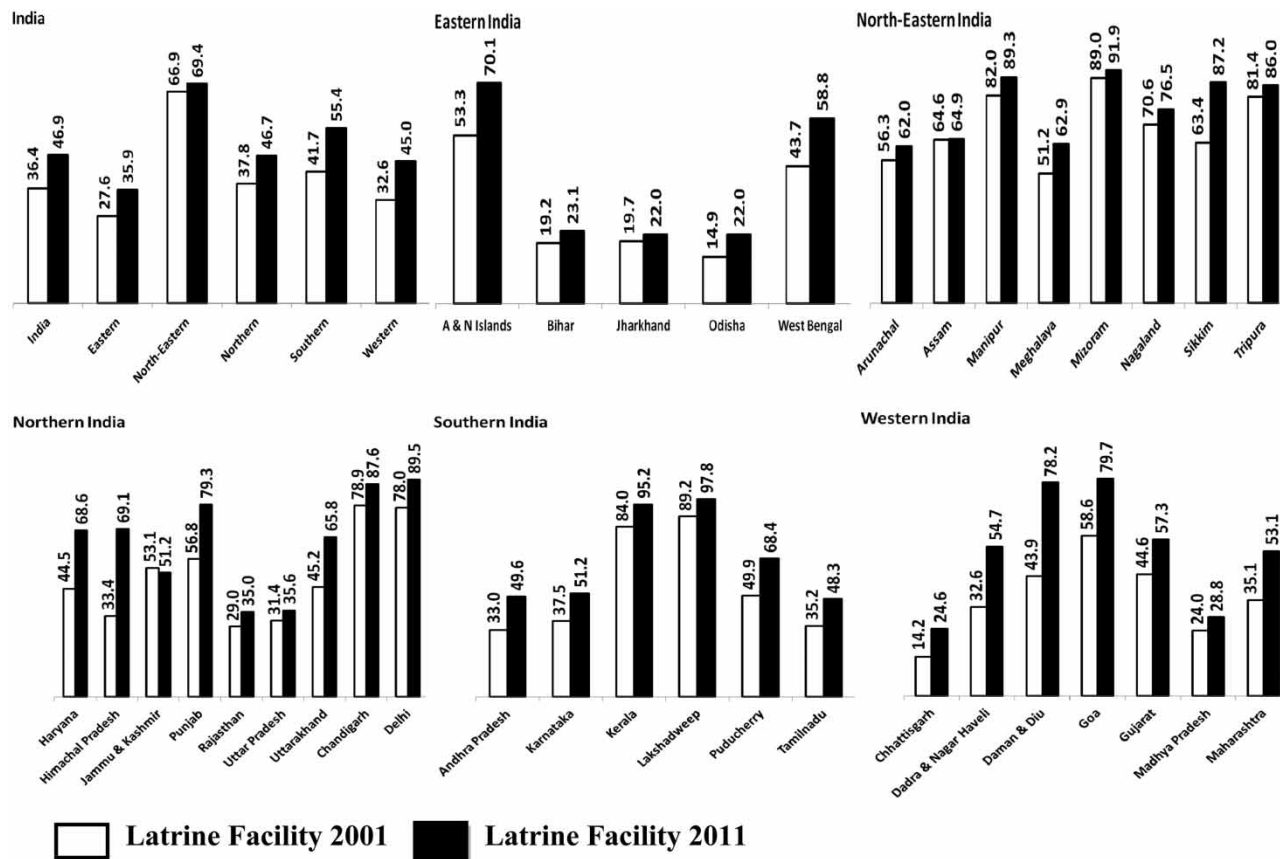 India
36.4 46.9 27.6 35.9 66.9 69.4 37.8 46.7 41.7 55.4 32.6 45.0
India Eastern North-Eastern Northern Southern Western
Eastern India
53.3 70.1 19.2 23.1 19.7 22.0 14.9 22.0 43.7 58.8
A & N Islands Bihar Jharkhand Odisha West Bengal
North-Eastern India
56.3 62.0 64.6 64.9 82.0 89.3 51.2 62.9 89.0 91.9 70.6 76.5 63.4 87.2 81.4 86.0
Arunachal Assam Manipur Meghalaya Mizoram Nagaland Sikkim Tripura
Northern India
44.5 68.6 33.4 69.1 53.1 51.2 56.8 79.3 29.0 35.0 31.4 35.6 45.2 65.8 78.9 87.6 78.0 89.5
Haryana Himachal Pradesh Jammu & Kashmir Punjab Rajasthan Uttar Pradesh Uttarakhand Chandigarh Delhi
Southern India
33.0 49.6 37.5 51.2 84.0 95.2 89.2 97.8 49.9 68.4 35.2 48.3
Andhra Pradesh Karnataka Kerala Lakshadweep Puducherry Tamilnadu
Western India
14.2 24.6 32.6 54.7 43.9 78.2 58.6 79.7 44.6 57.3 24.0 28.8 35.1 53.1
Chhattisgarh Dadra & Nagar Haveli Daman & Diu Goa Gujarat Madhya Pradesh Maharashtra
Latrine Facility 2001 Latrine Facility 2011